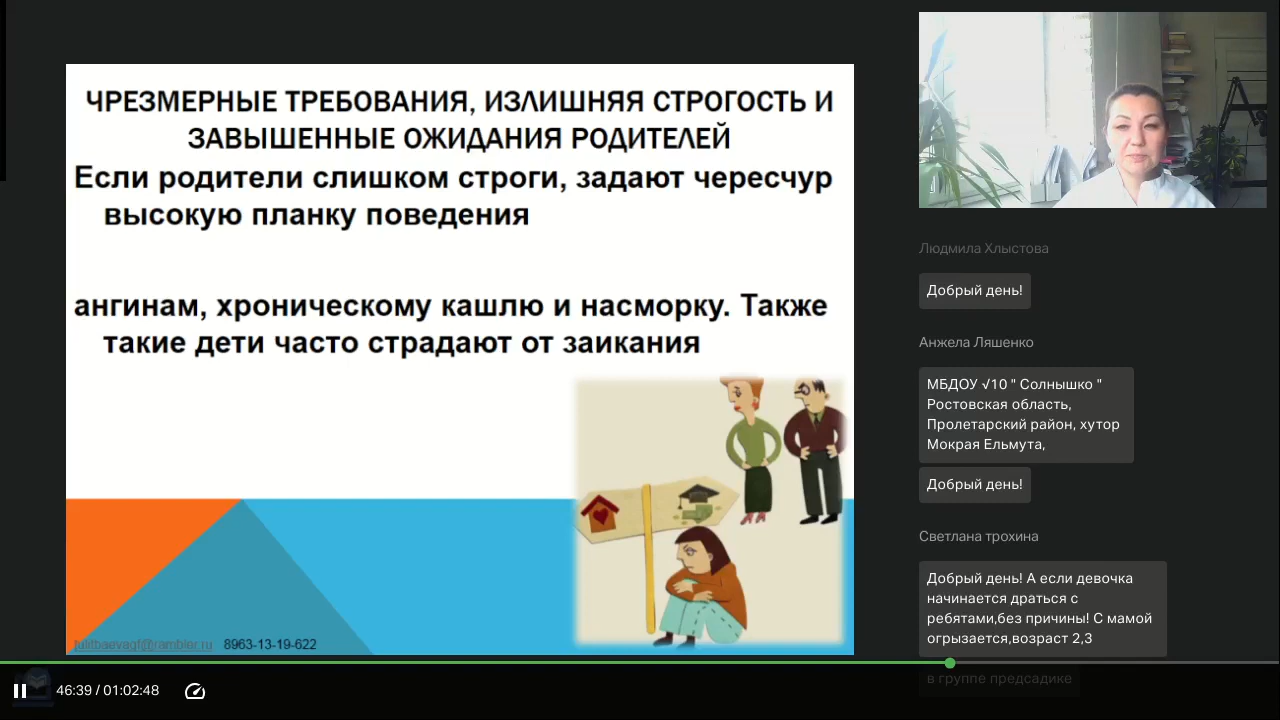 ЧРЕЗМЕРНЫЕ ТРЕБОВАНИЯ, ИЗЛИШНЯЯ СТРОГОСТЬ И
ЗАВЫШЕННЫЕ ОЖИДАНИЯ РОДИТЕЛЕЙ
Если родители слишком строги, задают чересчур
высокую планку поведения
ангинам, хроническому кашлю и насморку. Также
такие дети часто страдают от заикания
8963-13-19-622
Людмила Хлыстова
Добрый день!
Анжела Ляшенко
МБДОУ √10 " Солнышко "
Ростовская область,
Пролетарский район, хутор
Мокрая Ельмута,
Добрый день!
Светлана трохина
Добрый день! А если девочка
начинается драться с
ребятами,без причины! С мамой
огрызается,возраст 2,3
в группе предсадике
46:39 / 01:02:48